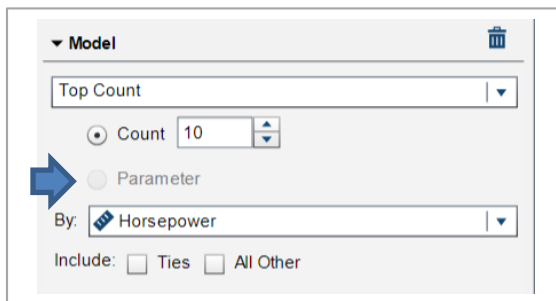 Model
Top Count
Count 10
Parameter
By: Horsepower
Include: Ties All Other